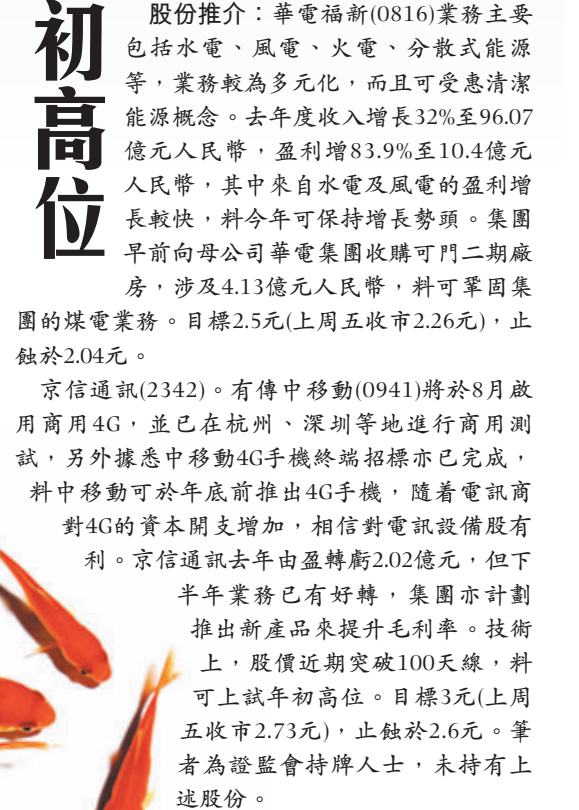 初高位
股份推介：華電福新(0816)業務主要
包括水電、風電、火電、分散式能源
等，業務較為多元化，而且可受惠清潔
能源概念。去年度收入增長32%至96.07
億元人民幣，盈利增83.9%至10.4億元
人民幣，其中來自水電及風電的盈利增
長較快，料今年可保持增長勢頭。集團
早前向母公司華電集團收購可門二期廠
房，涉及4.13億元人民幣，料可鞏固集
團的煤電業務。目標2.5元(上周五收市2.26元)，止
蝕於2.04元。
京信通訊(2342)。有傳中移動(0941)將於8月啟
用商用4G，並已在杭州、深圳等地進行商用測
試，另外據悉中移動4G手機終端招標亦已完成，
料中移動可於年底前推出4G手機，隨着電訊商
對4G的資本開支增加，相信對電訊設備股有
利。京信通訊去年由盈轉虧2.02億元，但下
半年業務已有好轉，集團亦計劃
推出新產品來提升毛利率。技術
上，股價近期突破100天線，料
可上試年初高位。目標3元(上周
五收市2.73元)，止蝕於2.6元。筆
者為證監會持牌人士，未持有上
述股份。